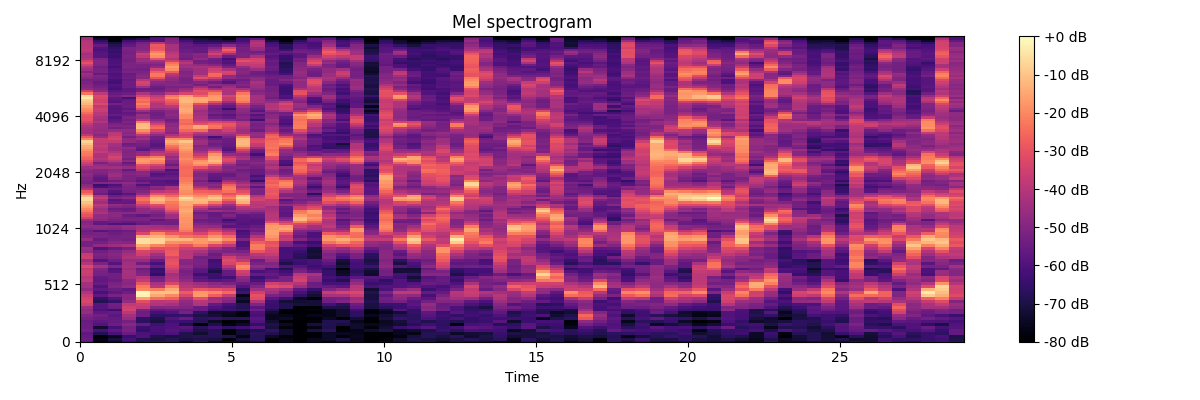 Mel spectrogram
Hz
8192
4096
2048
1024
512
0
0 5 10 15 20 25
Time
+0 dB
-10 dB
-20 dB
-30 dB
-40 dB
-50 dB
-60 dB
-70 dB
-80 dB